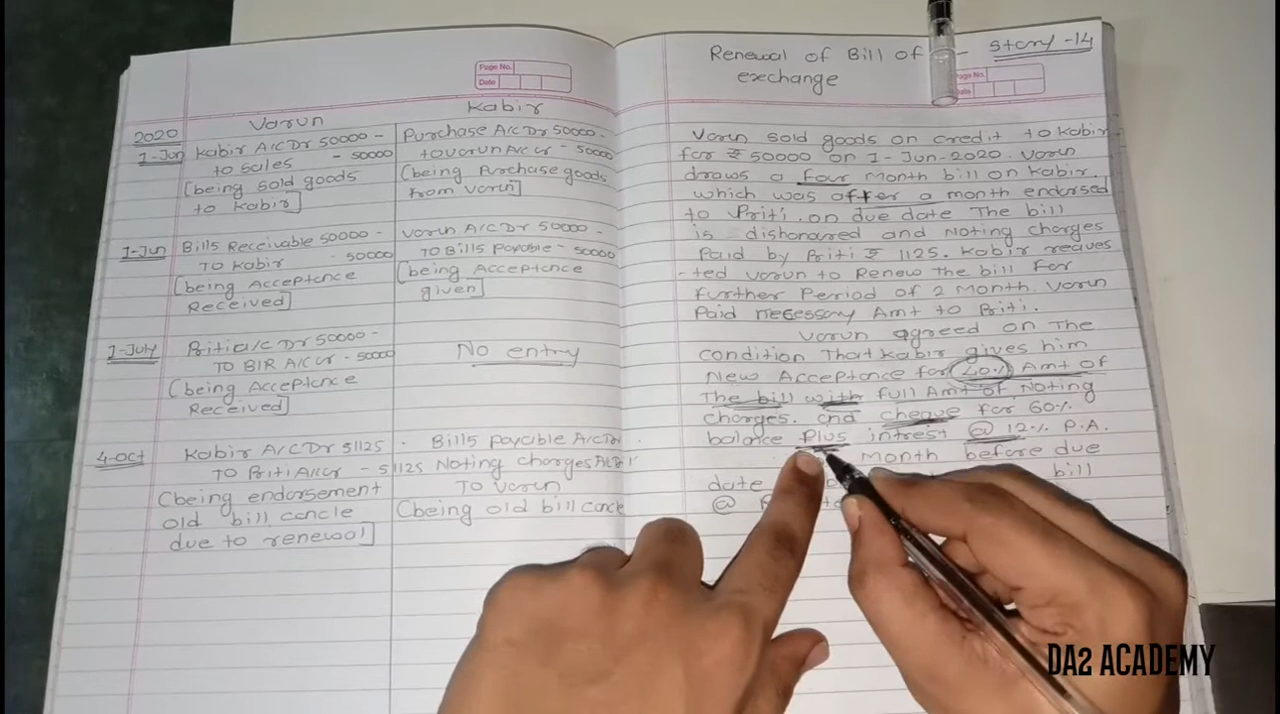 Page No.
Date
Varun
Kabir
2020
1-Jun
Kabir A/C Dr 50000 -
to sales - 50000
[being sold goods
to Kabir]
Purchase A/C Dr 50000 -
to varun A/C Cr - 50000
(being Purchase goods
from varun]
1-Jun
Bills Receivable 50000 -
TO Kabir - 50000
[being Acceptance
Received]
Varun A/C Dr 50000 -
TO Bills Payable - 50000
[being Acceptence
given]
1-July
Priti a/c Dr 50000 -
TO B/R A/C Cr - 50000
(being Acceptance
Received]
No entry
4-Oct
Kabir A/C Dr 51125 -
TO Priti A/C Cr - 51125
Cbeing endorsement
old bill cancle
due to renewal]
Bills payable A/C Dr
Noting charges A/C Dr
To varun
(being old bill cancle
Renewal of Bill of
exchange
Story - 14
Page No.
Date
Varun sold goods on credit to Kabir
for ₹ 50000 on 1-Jun-2020. Varun
draws a four month bill on Kabir.
which was after a month endorsed
to Priti. on due date The bill
is dishonored and Noting charges
Paid by Priti ₹ 1125. Kabir reques
-ted varun to Renew the bill for
further Period of 2 Month. Varun
Paid necessary Amt to Priti.
Varun agreed on The
condition That Kabir gives him
New Acceptance for 40% Amt of
The bill with full Amt of Noting
charges. and cheque for 60%
balance Plus intrest @ 12% P.A.
Month before due
date bill
@
DA2 ACADEMY